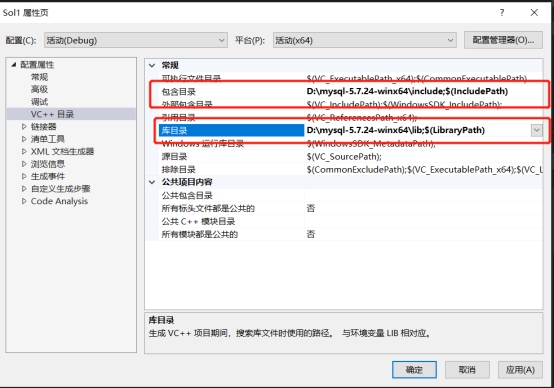 Sol1 属性页
配置(C): 活动(Debug) 平台(P): 活动(x64) 配置管理器(O)...
配置属性
常规
高级
调试
VC++ 目录
链接器
清单工具
XML 文档生成器
浏览信息
生成事件
自定义生成步骤
Code Analysis
常规
可执行文件目录 $(VC_ExecutablePath_x64);$(CommonExecutablePath)
包含目录 D:\mysql-5.7.24-winx64\include;$(IncludePath)
外部包含目录 $(VC_IncludePath);$(WindowsSDK_IncludePath);
引用目录 $(VC_ReferencesPath_x64);
库目录 D:\mysql-5.7.24-winx64\lib;$(LibraryPath)
Windows 运行库目录 $(WindowsSDK_MetadataPath);
源目录 $(VC_SourcePath);
排除目录 $(CommonExcludePath);$(VC_ExecutablePath_x64);$(VC_L
公共项目内容
公共包含目录
所有标头文件都是公共的 否
公共 C++ 模块目录
所有模块都是公共的 否
库目录
生成 VC++ 项目期间，搜索库文件时使用的路径。 与环境变量 LIB 相对应。
确定 取消 应用(A)